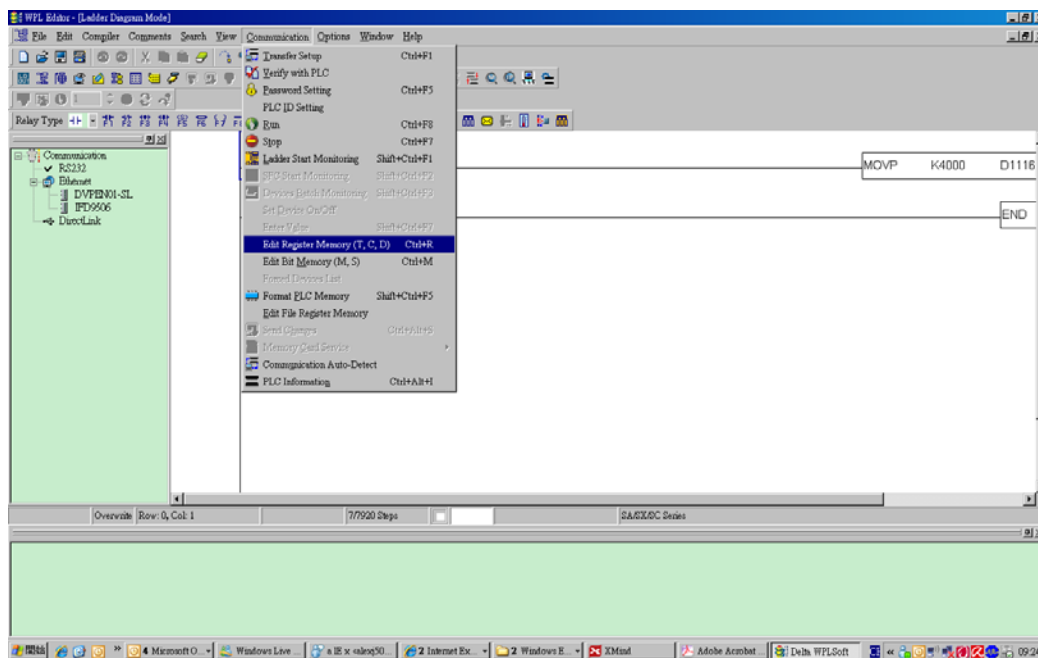 WPL Editor - [Ladder Diagram Mode]
File Edit Compiler Comments Search View Communication Options Window Help
Relay Type
Transfer Setup Ctrl+F1
Verify with PLC
Password Setting Ctrl+F5
PLC ID Setting
Run Ctrl+F8
Stop Ctrl+F7
Ladder Start Monitoring Shift+Ctrl+F1
SFC Start Monitoring Shift+Ctrl+F2
Devices Batch Monitoring Shift+Ctrl+F3
Set Device On/Off
Enter Value Shift+Ctrl+F7
Edit Register Memory (T, C, D) Ctrl+R
Edit Bit Memory (M, S) Ctrl+M
Forced Devices List
Format PLC Memory Shift+Ctrl+F5
Edit File Register Memory
Send Changes Ctrl+Alt+S
Memory Card Service
Communication Auto-Detect
PLC Information Ctrl+Alt+I
Communication
RS232
Ethernet
DVPEN01-SL
IFD9506
DirectLink
MOVP K4000 D1116
END
Overwrite Row: 0, Col: 1 7/7920 Steps SA/SX/SC Series
開始 4 Microsoft O... Windows Live ... 2 Internet Ex... 2 Windows E... XMind Adobe Acrobat ... Delta WPLSoft 09:24